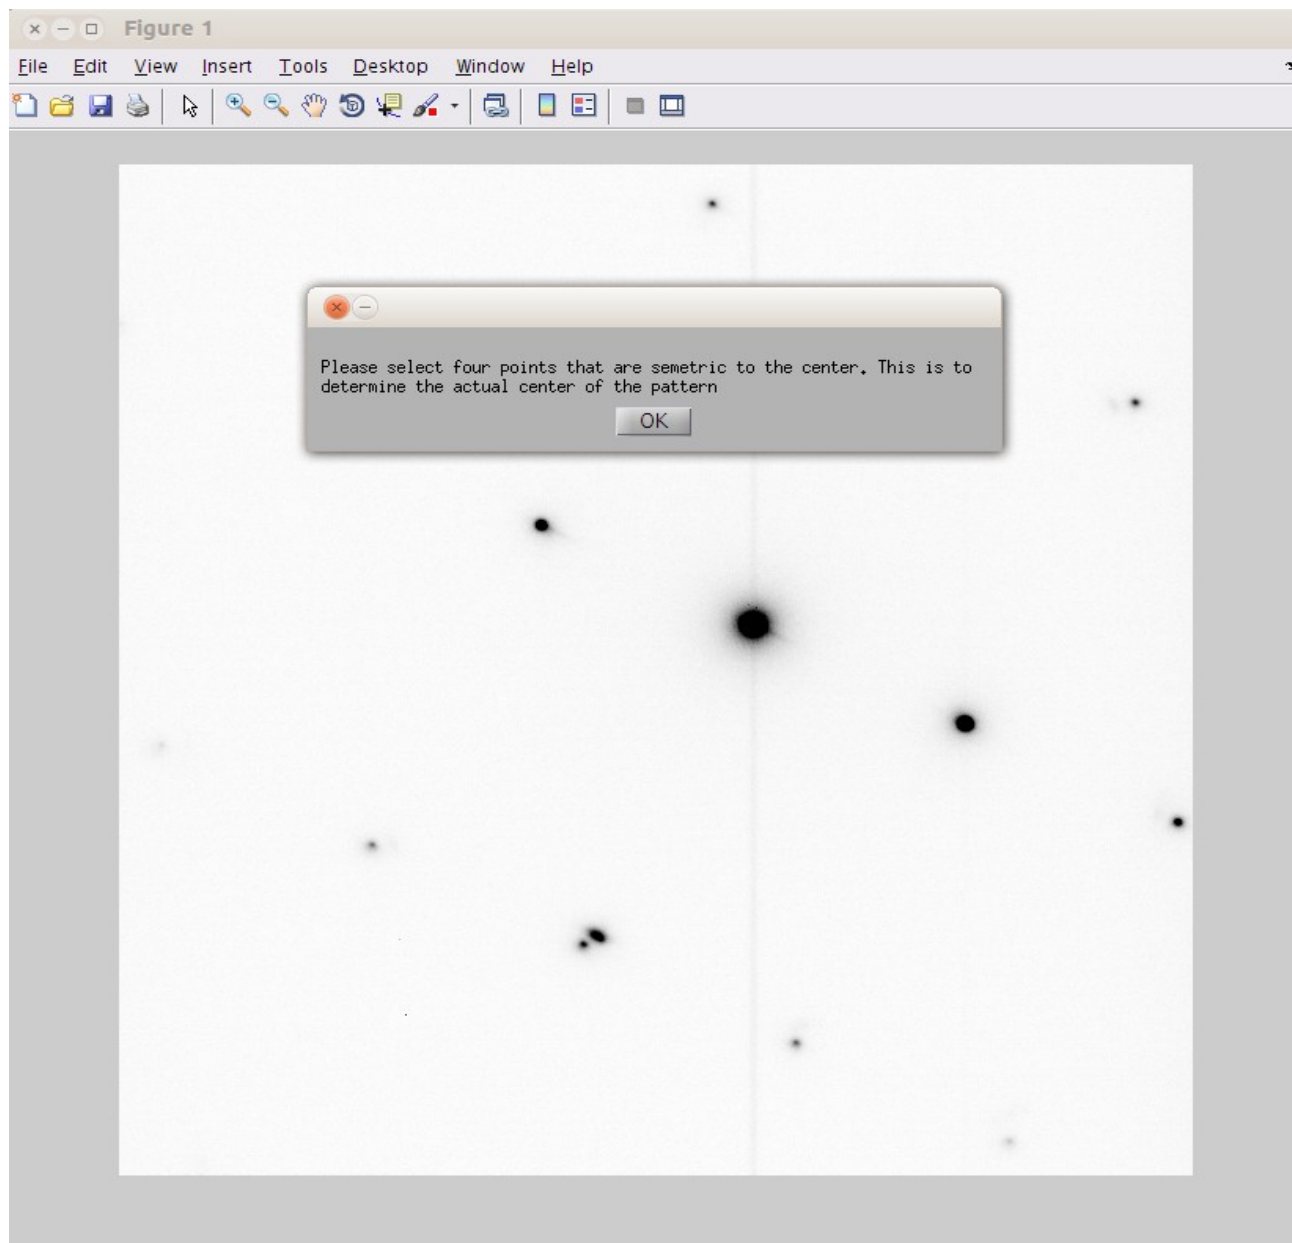 Figure 1
File Edit View Insert Tools Desktop Window Help
Please select four points that are semetric to the center. This is to
determine the actual center of the pattern
OK